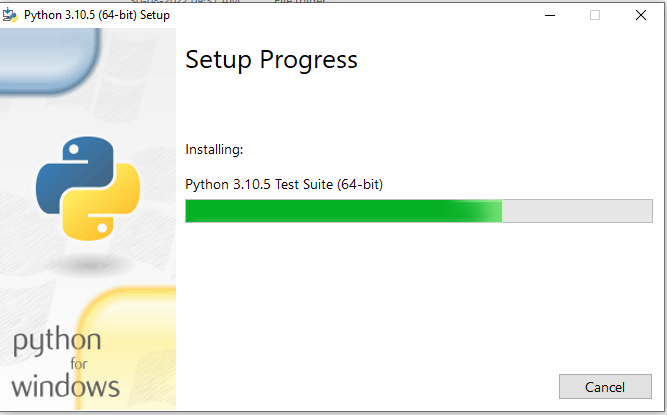 Python 3.10.5 (64-bit) Setup
Setup Progress
Installing:
Python 3.10.5 Test Suite (64-bit)
python
for
windows
Cancel